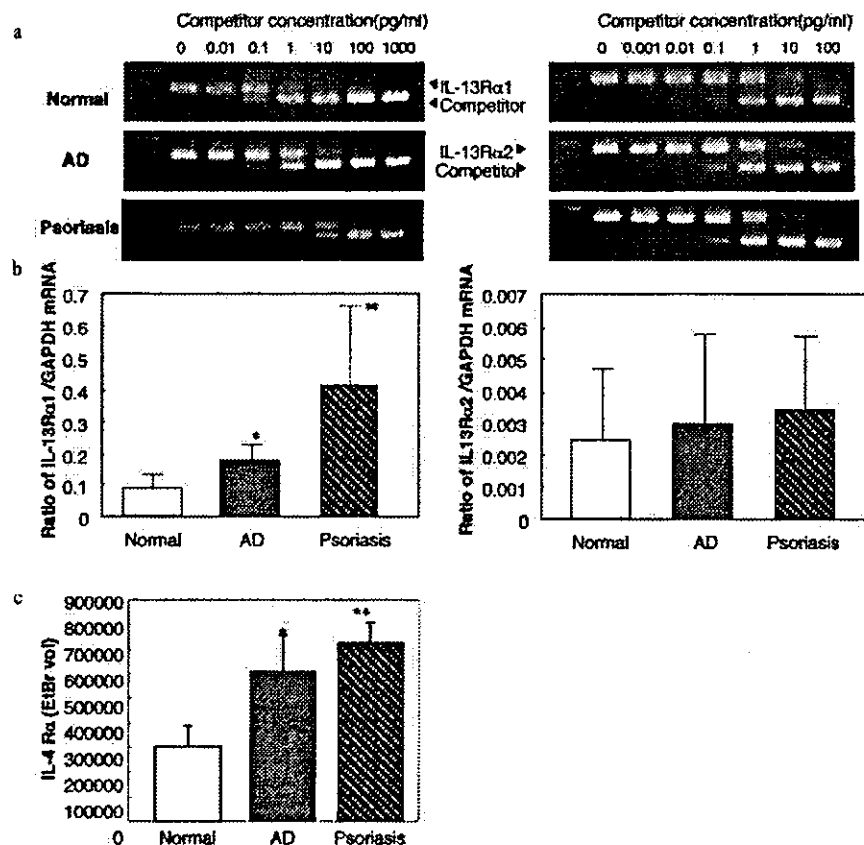 a
Competitor concentration(pg/ml)
0 0.01 0.1 1 10 100 1000
Normal
AD
Psoriasis
IL-13Rα1
Competitor
Competitor concentration(pg/ml)
0 0.001 0.01 0.1 1 10 100
IL-13Rα2
Competitor
b
Ratio of IL-13Rα1 /GAPDH mRNA
0.7
0.6
0.5
0.4
0.3
0.2
0.1
0
*
**
Normal AD Psoriasis
Ratio of IL13Rα2 /GAPDH mRNA
0.007
0.006
0.005
0.004
0.003
0.002
0.001
0
Normal AD Psoriasis
c
IL-4 Rα (EtBr vol)
900000
800000
700000
600000
500000
400000
300000
200000
100000
0
*
**
Normal AD Psoriasis